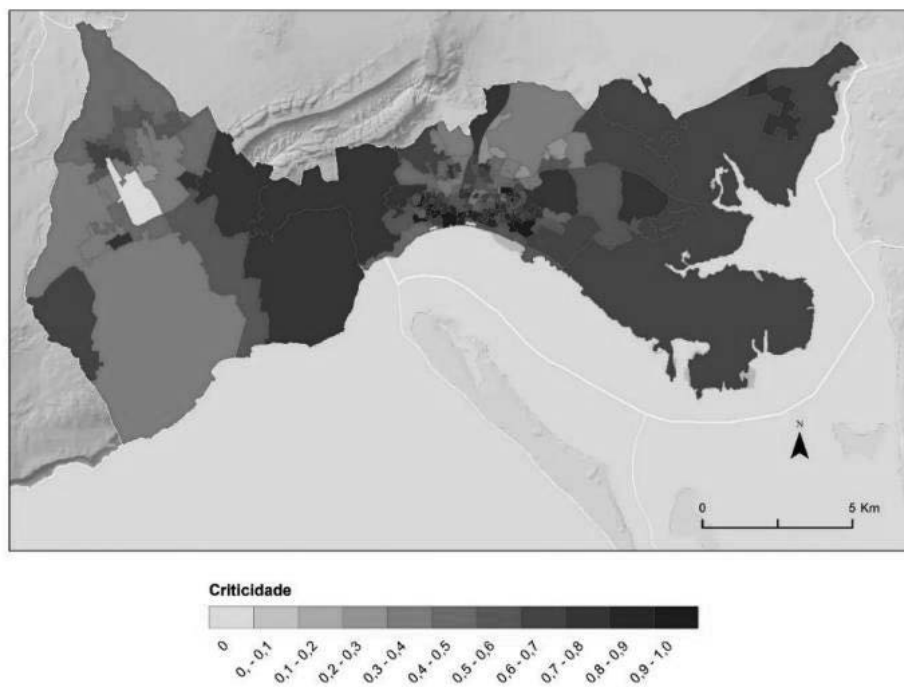 N
0 5 Km
Criticidade
0
0, - 0,1
0,1 - 0,2
0,2 - 0,3
0,3 - 0,4
0,4 - 0,5
0,5 - 0,6
0,6 - 0,7
0,7 - 0,8
0,8 - 0,9
0,9 - 1,0